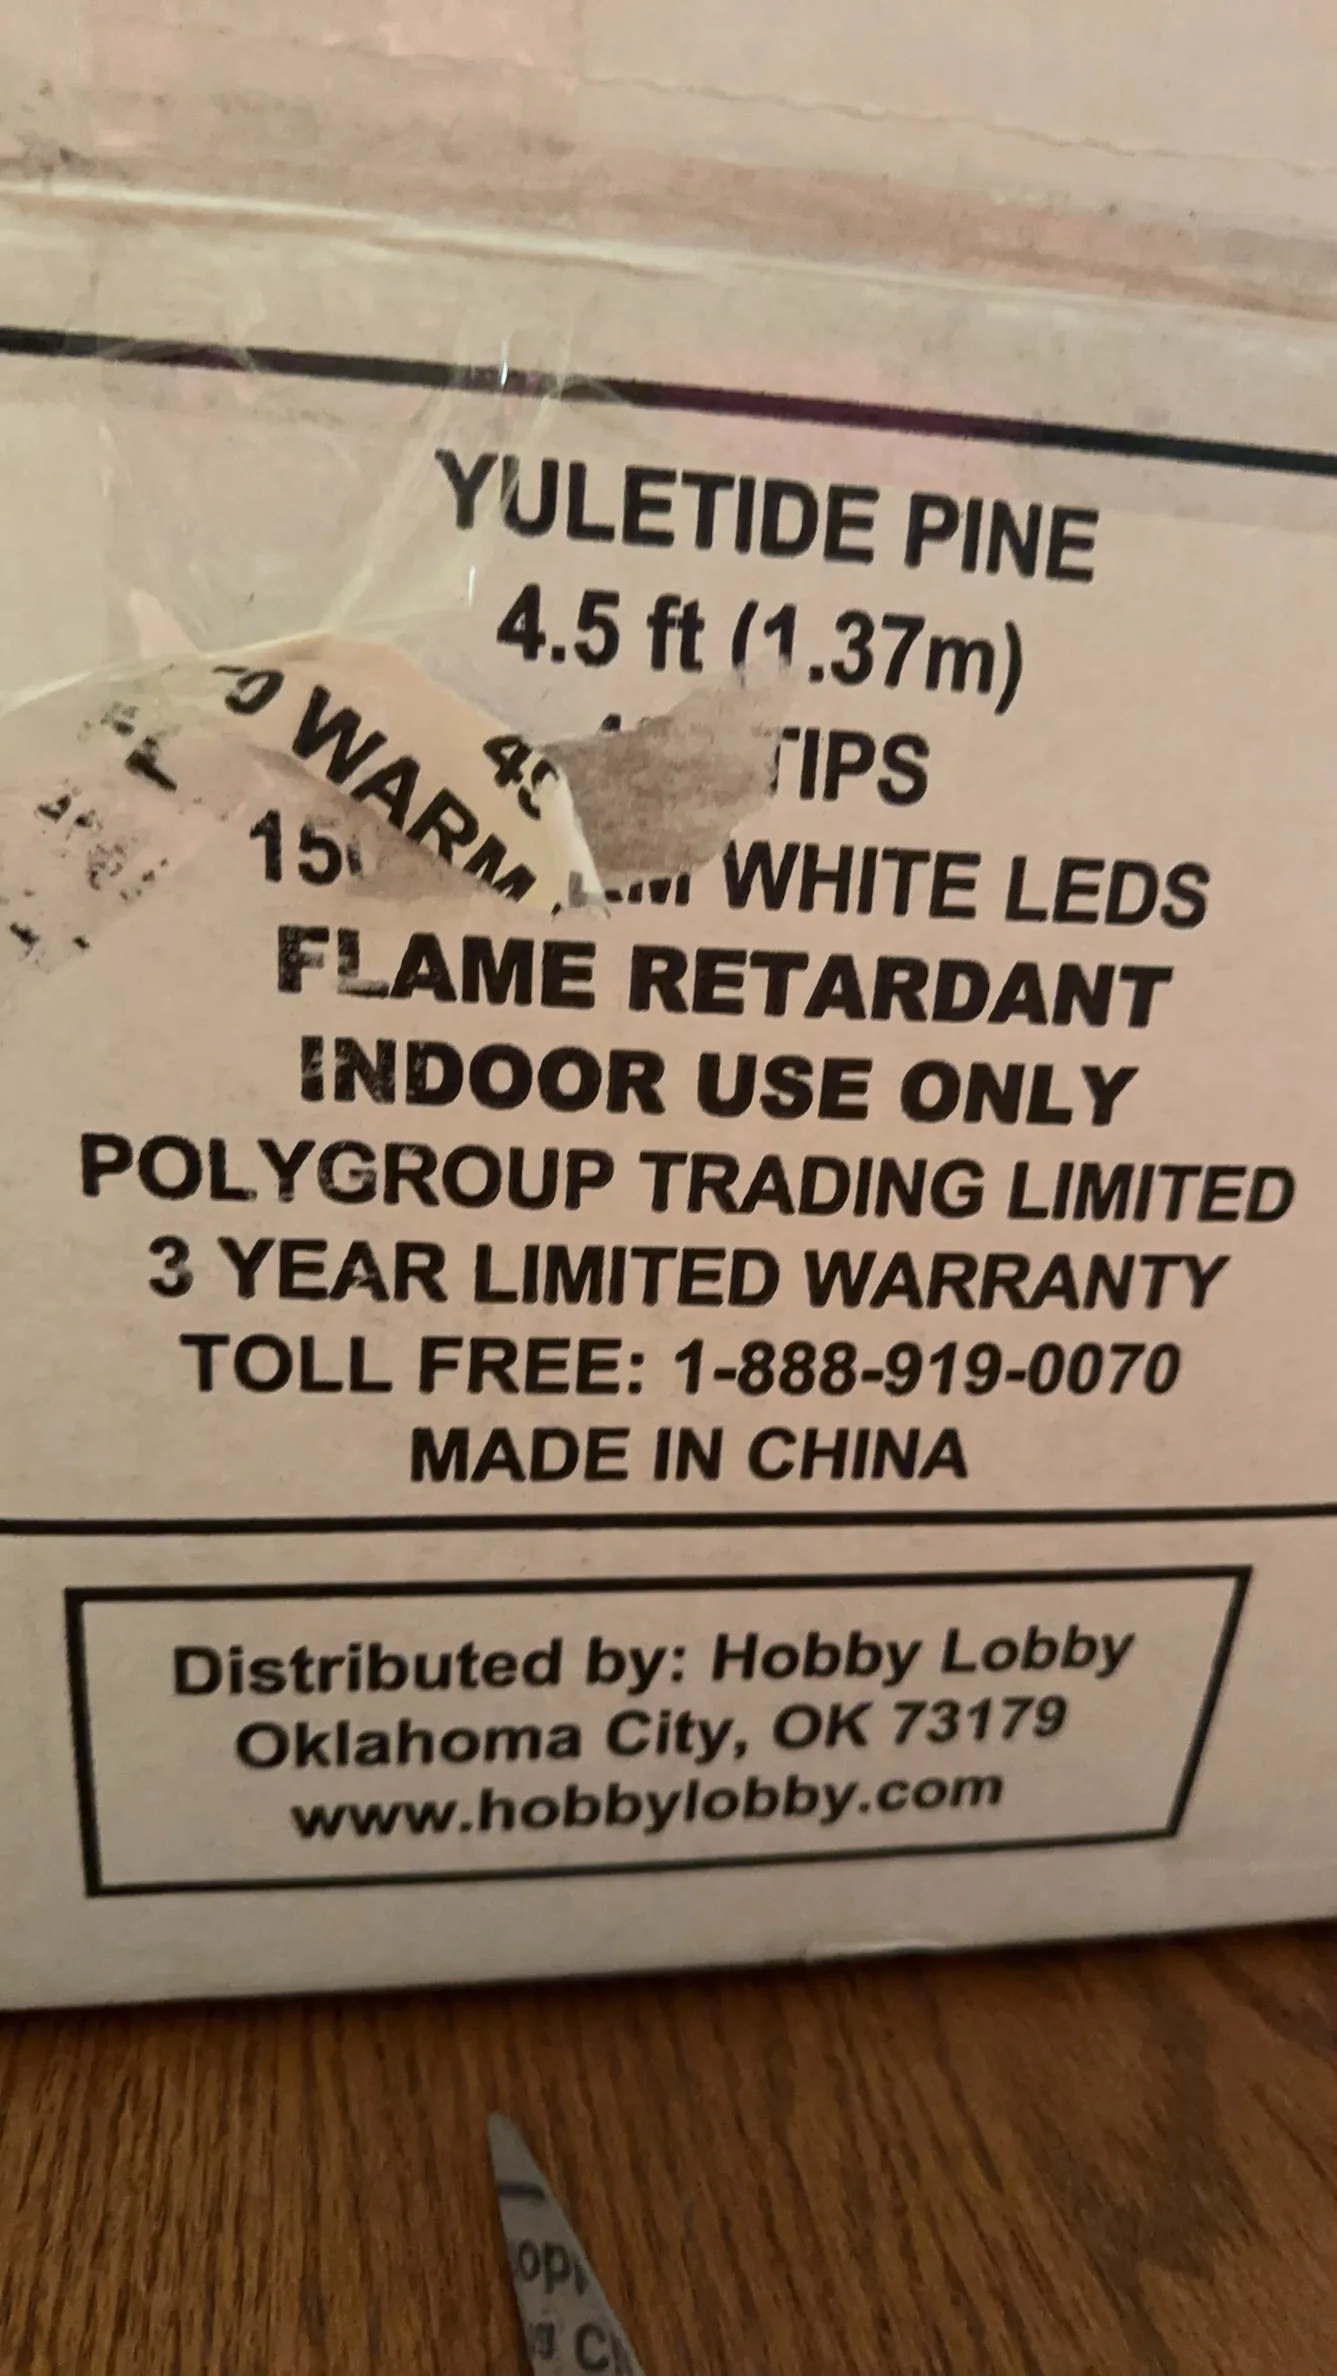 YULETIDE PINE
4.5 ft (1.37m)
TIPS
WARM WHITE LEDS
FLAME RETARDANT
INDOOR USE ONLY
POLYGROUP TRADING LIMITED
3 YEAR LIMITED WARRANTY
TOLL FREE: 1-888-919-0070
MADE IN CHINA
Distributed by: Hobby Lobby
Oklahoma City, OK 73179
www.hobbylobby.com